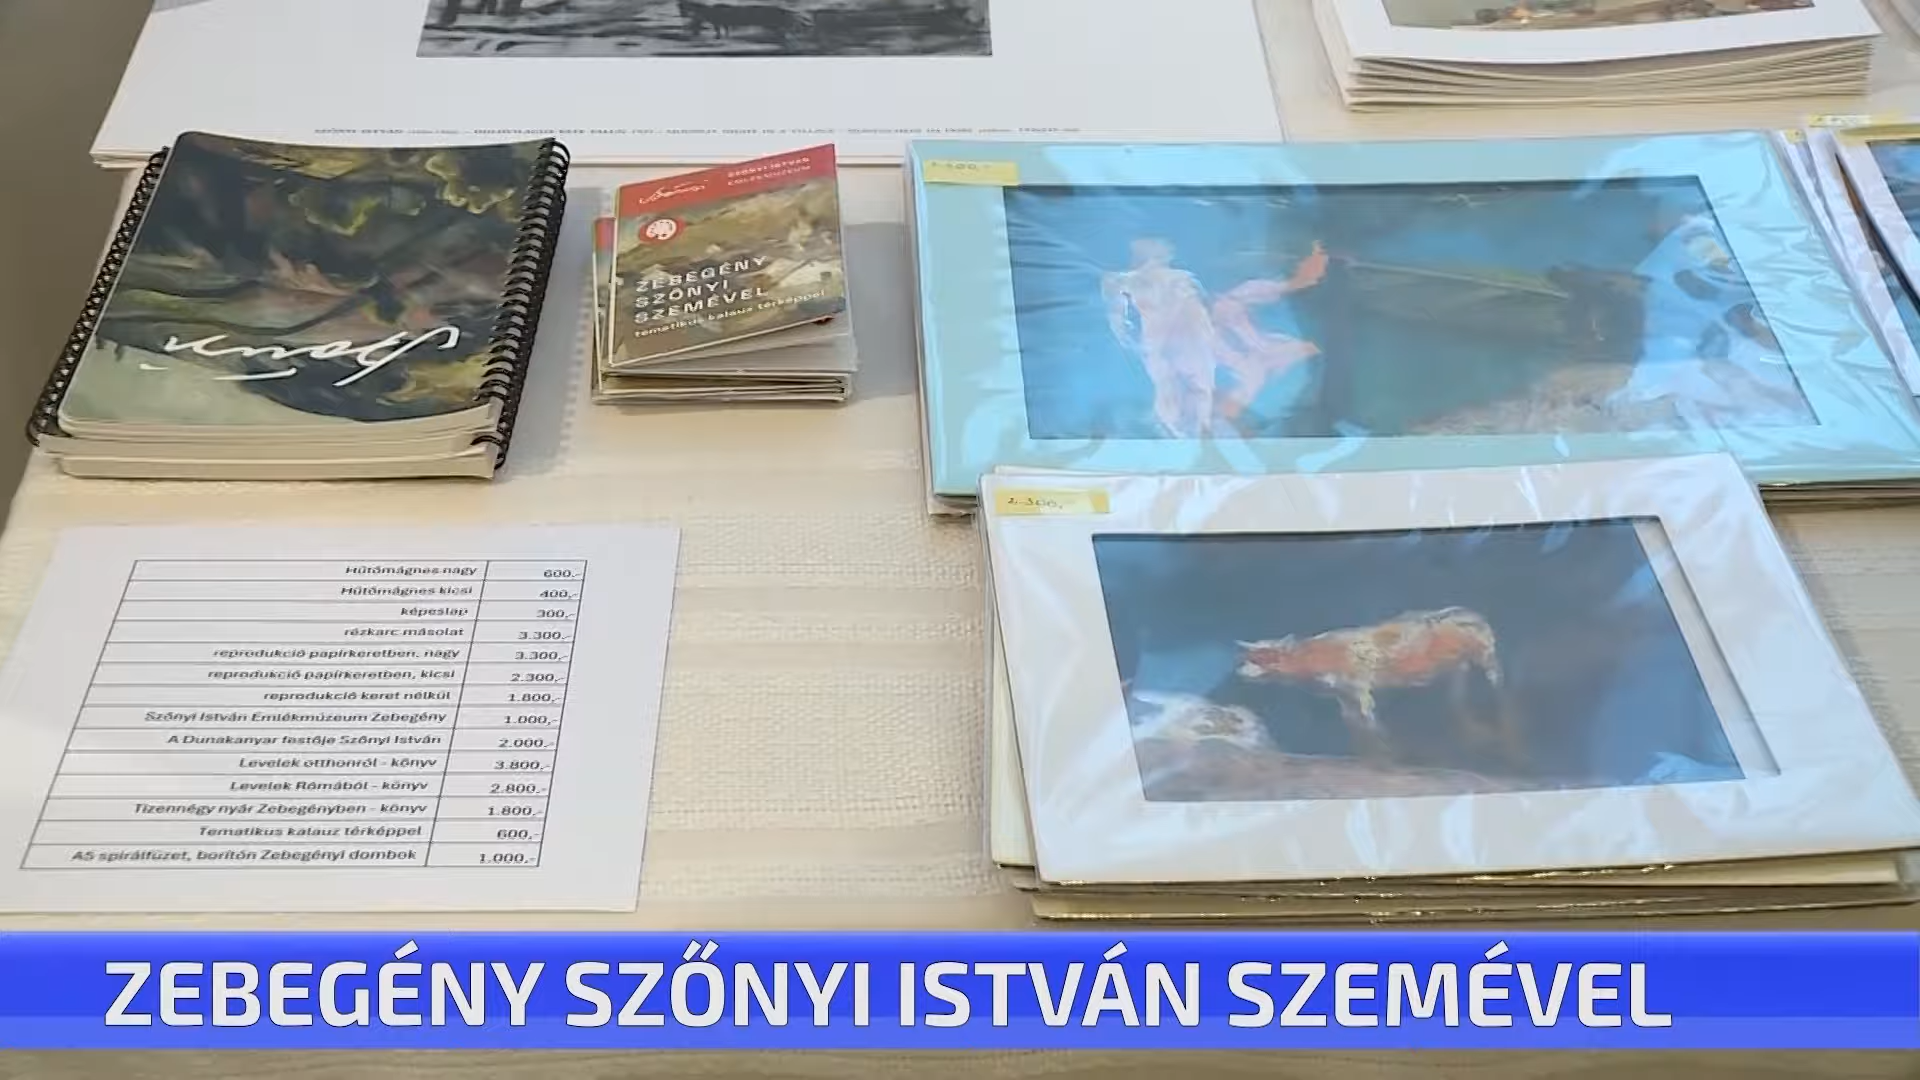 Szőnyi
SZŐNYI ISTVÁN
EMLÉKMÚZEUM
ZEBEGÉNY
SZŐNYI
SZEMÉVEL
tematikus kalauz térképpel
2.300,-
Hűtőmágnes nagy 600,-
Hűtőmágnes kicsi 400,-
képeslap 300,-
rézkarc másolat 3.300,-
reprodukció papírkeretben, nagy 3.300,-
reprodukció papírkeretben, kicsi 2.300,-
reprodukció keret nélkül 1.800,-
Szőnyi István Emlékmúzeum Zebegény 1.000,-
A Dunakanyar festője Szőnyi István 2.000,-
Levelek otthonról - könyv 3.800,-
Levelek Rómából - könyv 2.800,-
Tizennégy nyár Zebegényben - könyv 1.800,-
Tematikus kalauz térképpel 600,-
A5 spirálfüzet, borítón Zebegényi dombok 1.000,-
ZEBEGÉNY SZŐNYI ISTVÁN SZEMÉVEL